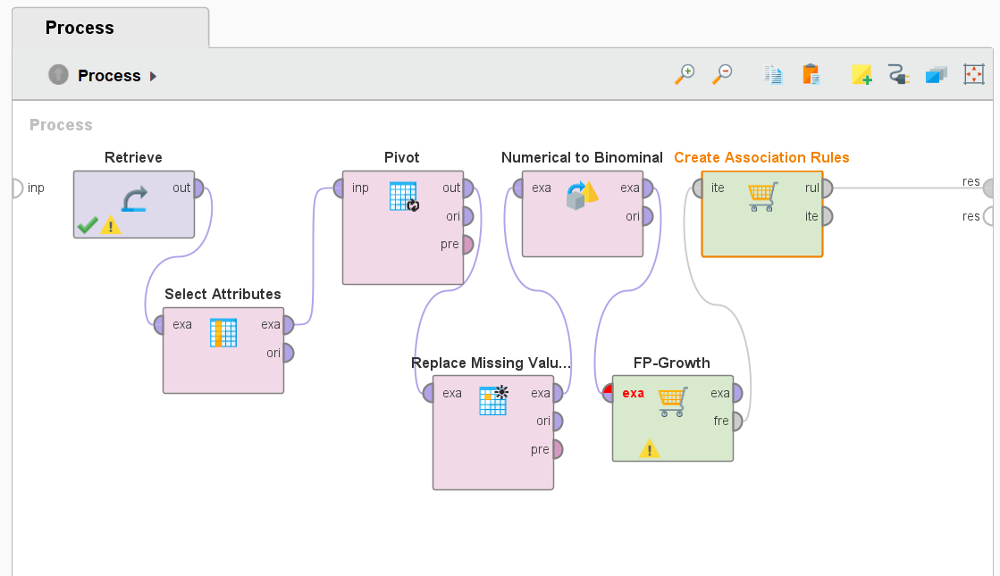 Process
Process
Process
Retrieve
out
inp
Select Attributes
exa
exa
ori
Pivot
inp
out
ori
pre
Replace Missing Valu...
exa
exa
ori
pre
Numerical to Binominal
exa
exa
ori
FP-Growth
exa
exa
fre
Create Association Rules
ite
rul
ite
res
res